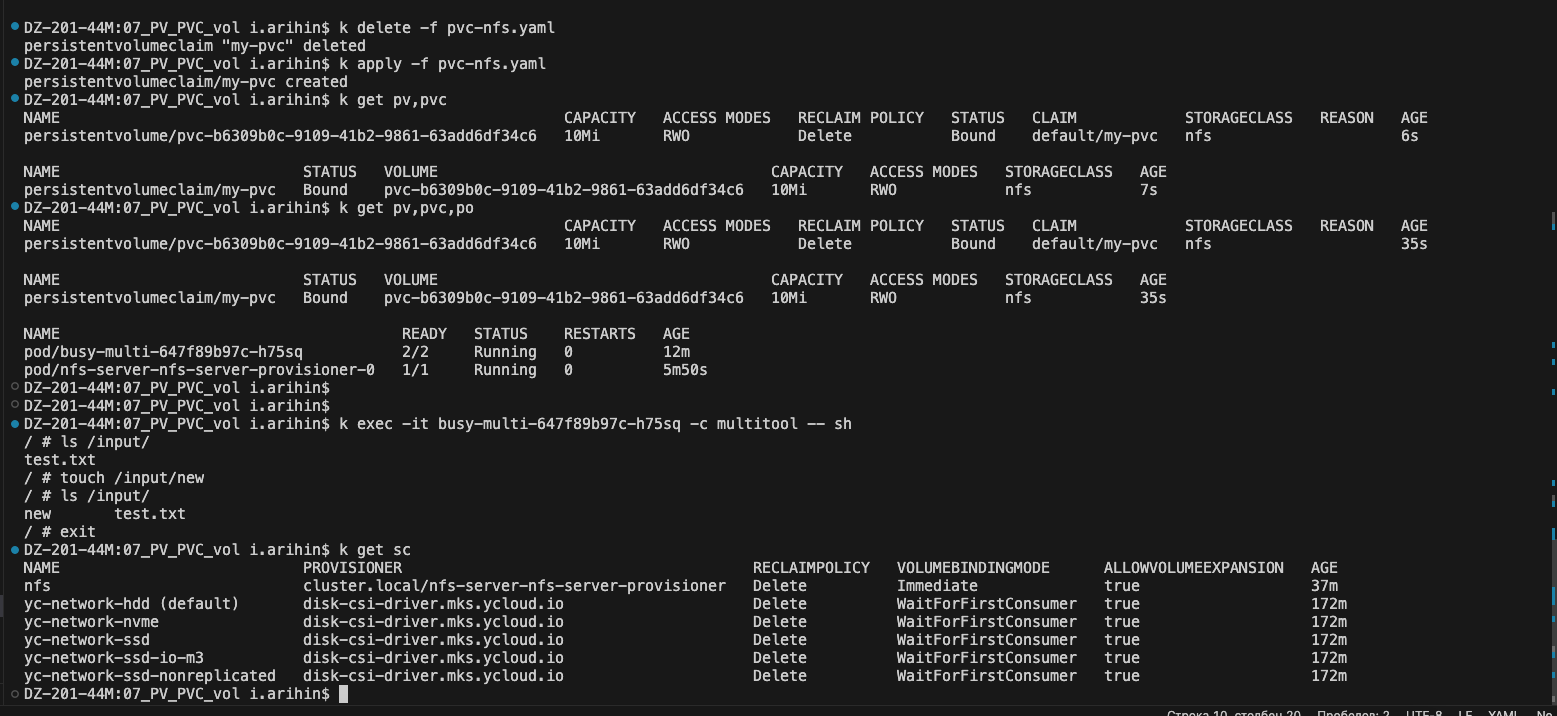 DZ-201-44M:07_PV_PVC_vol i.arihin$ k delete -f pvc-nfs.yaml
persistentvolumeclaim "my-pvc" deleted
DZ-201-44M:07_PV_PVC_vol i.arihin$ k apply -f pvc-nfs.yaml
persistentvolumeclaim/my-pvc created
DZ-201-44M:07_PV_PVC_vol i.arihin$ k get pv,pvc
NAME CAPACITY ACCESS MODES RECLAIM POLICY STATUS CLAIM STORAGECLASS REASON AGE
persistentvolume/pvc-b6309b0c-9109-41b2-9861-63add6df34c6 10Mi RWO Delete Bound default/my-pvc nfs 6s
NAME STATUS VOLUME CAPACITY ACCESS MODES STORAGECLASS AGE
persistentvolumeclaim/my-pvc Bound pvc-b6309b0c-9109-41b2-9861-63add6df34c6 10Mi RWO nfs 7s
DZ-201-44M:07_PV_PVC_vol i.arihin$ k get pv,pvc,po
NAME CAPACITY ACCESS MODES RECLAIM POLICY STATUS CLAIM STORAGECLASS REASON AGE
persistentvolume/pvc-b6309b0c-9109-41b2-9861-63add6df34c6 10Mi RWO Delete Bound default/my-pvc nfs 35s
NAME STATUS VOLUME CAPACITY ACCESS MODES STORAGECLASS AGE
persistentvolumeclaim/my-pvc Bound pvc-b6309b0c-9109-41b2-9861-63add6df34c6 10Mi RWO nfs 35s
NAME READY STATUS RESTARTS AGE
pod/busy-multi-647f89b97c-h75sq 2/2 Running 0 12m
pod/nfs-server-nfs-server-provisioner-0 1/1 Running 0 5m50s
DZ-201-44M:07_PV_PVC_vol i.arihin$
DZ-201-44M:07_PV_PVC_vol i.arihin$
DZ-201-44M:07_PV_PVC_vol i.arihin$ k exec -it busy-multi-647f89b97c-h75sq -c multitool -- sh
/ # ls /input/
test.txt
/ # touch /input/new
/ # ls /input/
new test.txt
/ # exit
DZ-201-44M:07_PV_PVC_vol i.arihin$ k get sc
NAME PROVISIONER RECLAIMPOLICY VOLUMEBINDINGMODE ALLOWVOLUMEEXPANSION AGE
nfs cluster.local/nfs-server-nfs-server-provisioner Delete Immediate true 37m
yc-network-hdd (default) disk-csi-driver.mks.ycloud.io Delete WaitForFirstConsumer true 172m
yc-network-nvme disk-csi-driver.mks.ycloud.io Delete WaitForFirstConsumer true 172m
yc-network-ssd disk-csi-driver.mks.ycloud.io Delete WaitForFirstConsumer true 172m
yc-network-ssd-io-m3 disk-csi-driver.mks.ycloud.io Delete WaitForFirstConsumer true 172m
yc-network-ssd-nonreplicated disk-csi-driver.mks.ycloud.io Delete WaitForFirstConsumer true 172m
DZ-201-44M:07_PV_PVC_vol i.arihin$
Строка 10, столбец 20 Пробелов: 2 UTF-8 LF YAML